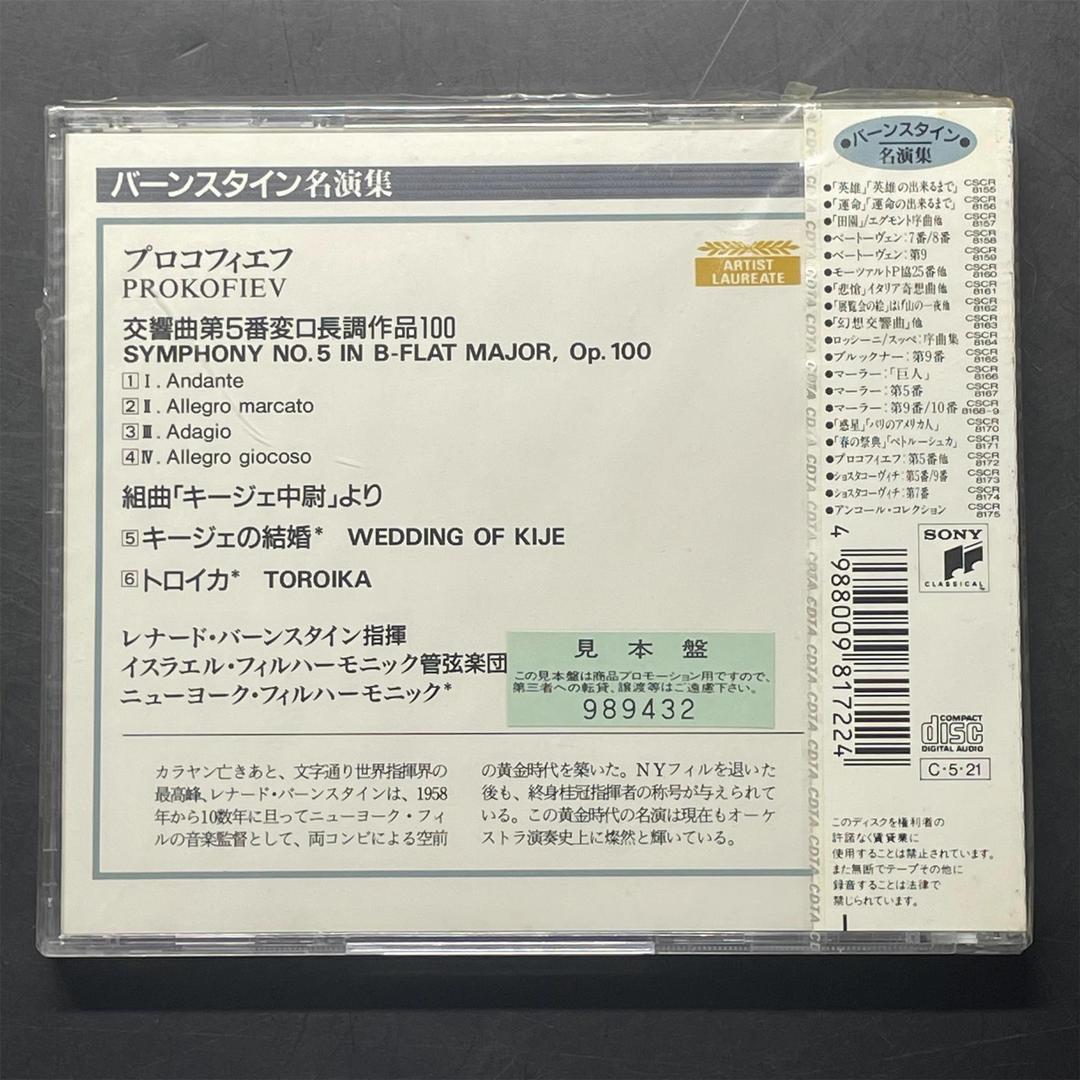 バーンスタイン名演集
プロコフィエフ
PROKOFIEV
ARTIST
LAUREATE
交響曲第5番変ロ長調作品100
SYMPHONY NO.5 IN B-FLAT MAJOR, Op.100
1 I. Andante
2 II. Allegro marcato
3 III. Adagio
4 IV. Allegro giocoso
組曲「キージェ中尉」より
5 キージェの結婚* WEDDING OF KIJE
6 トロイカ* TOROIKA
レナード・バーンスタイン指揮
イスラエル・フィルハーモニック管弦楽団
ニューヨーク・フィルハーモニック*
見本盤
この見本盤は商品プロモーション用ですので、
第三者への転貸、譲渡等はご遠慮下さい。
989432
カラヤン亡きあと、文字通り世界指揮界の
最高峰、レナード・バーンスタインは、1958
年から10数年に亘ってニューヨーク・フィ
ルの音楽監督として、両コンビによる空前
の黄金時代を築いた。NYフィルを退いた
後も、終身桂冠指揮者の称号が与えられて
いる。この黄金時代の名演は現在もオーケ
ストラ演奏史上に燦然と輝いている。
バーンスタイン
名演集
●「英雄」「英雄の出来るまで」 CSCR 8155
●「運命」「運命の出来るまで」 CSCR 8156
●「田園」/エグモント序曲他 CSCR 8157
●ベートーヴェン:7番/8番 CSCR 8158
●ベートーヴェン:第9 CSCR 8159
●モーツァルトP協25番他 CSCR 8160
●「悲愴」イタリア奇想曲他 CSCR 8161
●「展覧会の絵」はげ山の一夜他 CSCR 8162
●「幻想交響曲」他 CSCR 8163
●ロッシーニ/スッペ:序曲集 CSCR 8164
●ブルックナー:第9番 CSCR 8165
●マーラー:「巨人」 CSCR 8166
●マーラー:第5番 CSCR 8167
●マーラー:第9番/10番 CSCR 8168-9
●「惑星」「パリのアメリカ人」 CSCR 8170
●「春の祭典」「ペトルーシュカ」 CSCR 8171
●プロコフィエフ:第5番他 CSCR 8172
●ショスタコーヴィチ:第5番/9番 CSCR 8173
●ショスタコーヴィチ:第7番 CSCR 8174
●アンコール・コレクション CSCR 8175
4 988009 817224
SONY
CLASSICAL
COMPACT
disc
DIGITAL AUDIO
C・5・21
このディスクを権利者の
許諾なく賃貸業に
使用することは禁止されています。
また無断でテープその他に
録音することは法律で
禁じられています。
CDTA CDTA CDTA CDTA CDTA CDTA